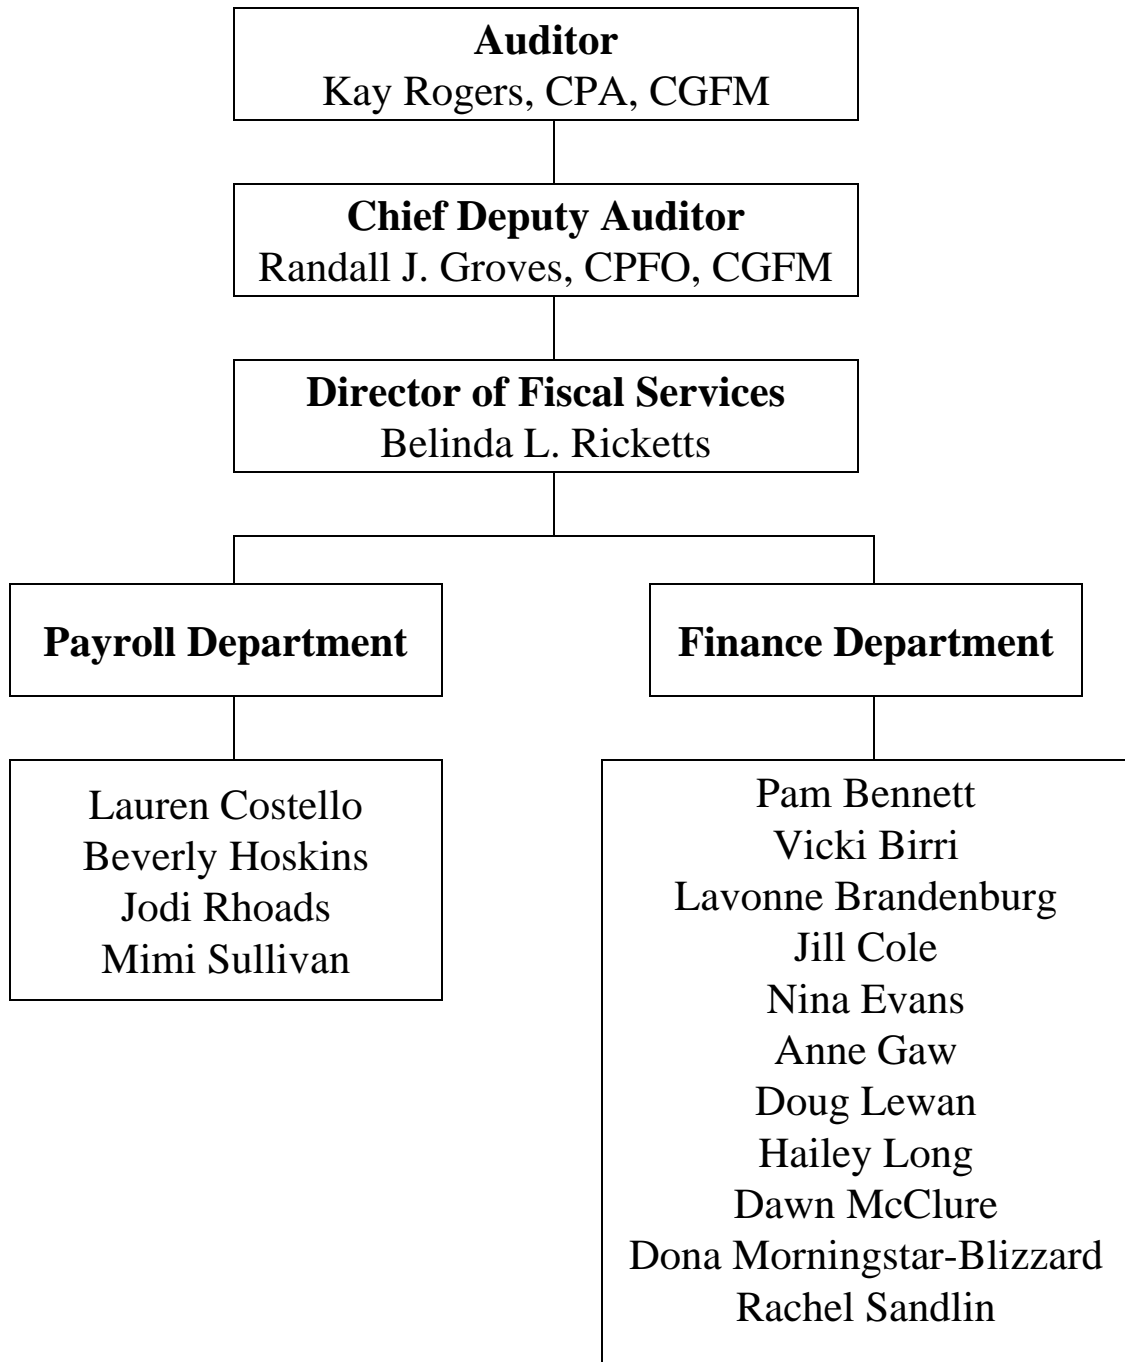 Auditor
Kay Rogers, CPA, CGFM
Chief Deputy Auditor
Randall J. Groves, CPFO, CGFM
Director of Fiscal Services
Belinda L. Ricketts
Payroll Department
Finance Department
Lauren Costello
Beverly Hoskins
Jodi Rhoads
Mimi Sullivan
Pam Bennett
Vicki Birri
Lavonne Brandenburg
Jill Cole
Nina Evans
Anne Gaw
Doug Lewan
Hailey Long
Dawn McClure
Dona Morningstar-Blizzard
Rachel Sandlin